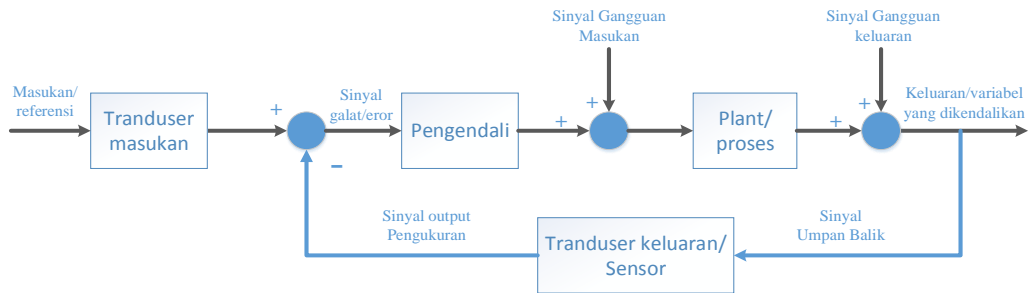 Sinyal Gangguan
Masukan
Sinyal Gangguan
keluaran
Masukan/
referensi
Tranduser
masukan
+
−
Sinyal
galat/eror
Pengendali
+
+
Plant/
proses
+
+
Keluaran/variabel
yang dikendalikan
Sinyal output
Pengukuran
Tranduser keluaran/
Sensor
Sinyal
Umpan Balik